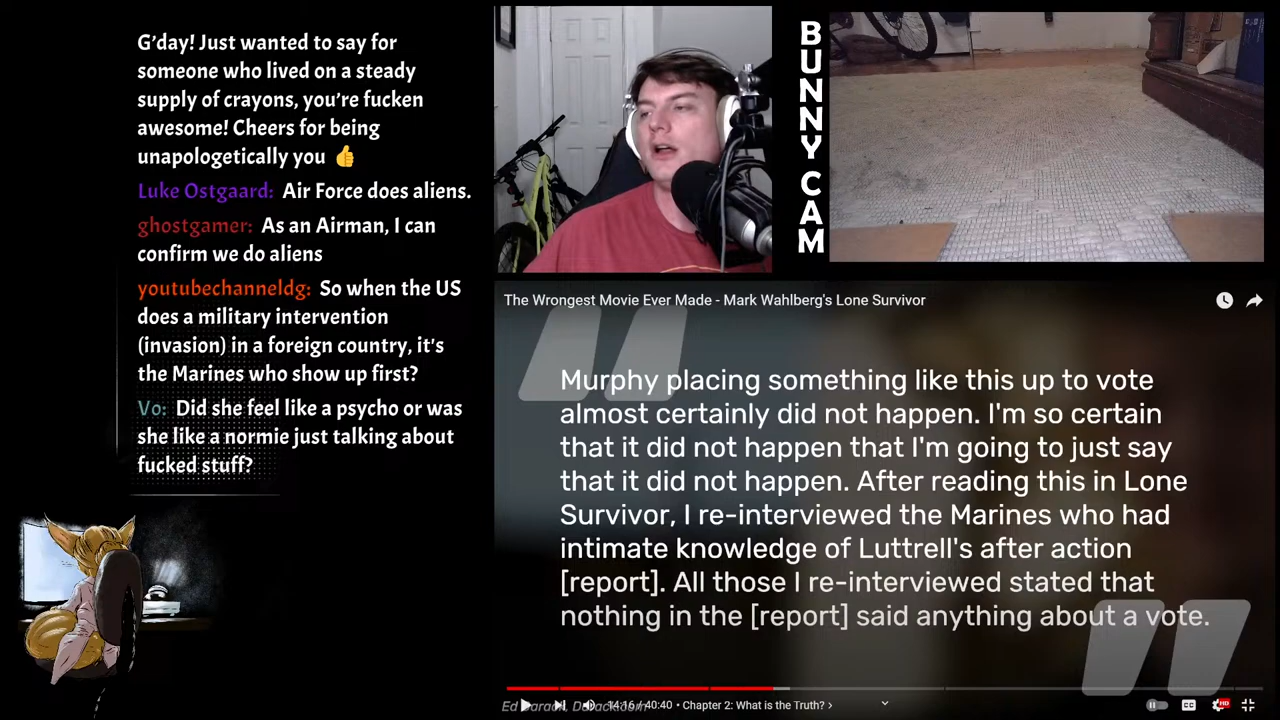 G'day! Just wanted to say for
someone who lived on a steady
supply of crayons, you're fucken
awesome! Cheers for being
unapologetically you 👍
Luke Ostgaard: Air Force does aliens.
ghostgamer: As an Airman, I can
confirm we do aliens
youtubechanneldg: So when the US
does a military intervention
(invasion) in a foreign country, it's
the Marines who show up first?
Vo: Did she feel like a psycho or was
she like a normie just talking about
fucked stuff?
BUNNY CAM
The Wrongest Movie Ever Made - Mark Wahlberg's Lone Survivor
Murphy placing something like this up to vote
almost certainly did not happen. I'm so certain
that it did not happen that I'm going to just say
that it did not happen. After reading this in Lone
Survivor, I re-interviewed the Marines who had
intimate knowledge of Luttrell's after action
[report]. All those I re-interviewed stated that
nothing in the [report] said anything about a vote.
14:16 / 40:40 • Chapter 2: What is the Truth? ›
CC
HD